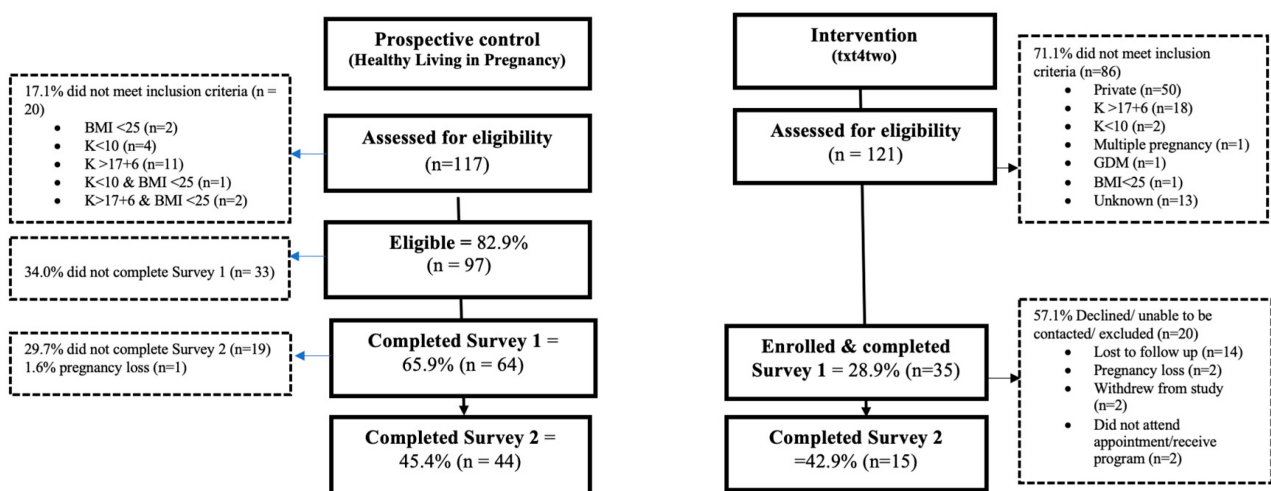 Prospective control
(Healthy Living in Pregnancy)
17.1% did not meet inclusion criteria (n =
20)
• BMI <25 (n=2)
• K<10 (n=4)
• K >17+6 (n=11)
• K<10 & BMI <25 (n=1)
• K>17+6 & BMI <25 (n=2)
Assessed for eligibility
(n=117)
Eligible = 82.9%
(n = 97)
34.0% did not complete Survey 1 (n= 33)
Completed Survey 1 =
65.9% (n = 64)
29.7% did not complete Survey 2 (n=19)
1.6% pregnancy loss (n=1)
Completed Survey 2 =
45.4% (n = 44)
Intervention
(txt4two)
71.1% did not meet inclusion
criteria (n=86)
• Private (n=50)
• K >17+6 (n=18)
• K<10 (n=2)
• Multiple pregnancy (n=1)
• GDM (n=1)
• BMI<25 (n=1)
• Unknown (n=13)
Assessed for eligibility
(n = 121)
Enrolled & completed
Survey 1 = 28.9% (n=35)
57.1% Declined/ unable to be
contacted/ excluded (n=20)
• Lost to follow up (n=14)
• Pregnancy loss (n=2)
• Withdrew from study
(n=2)
• Did not attend
appointment/receive
program (n=2)
Completed Survey 2
=42.9% (n=15)